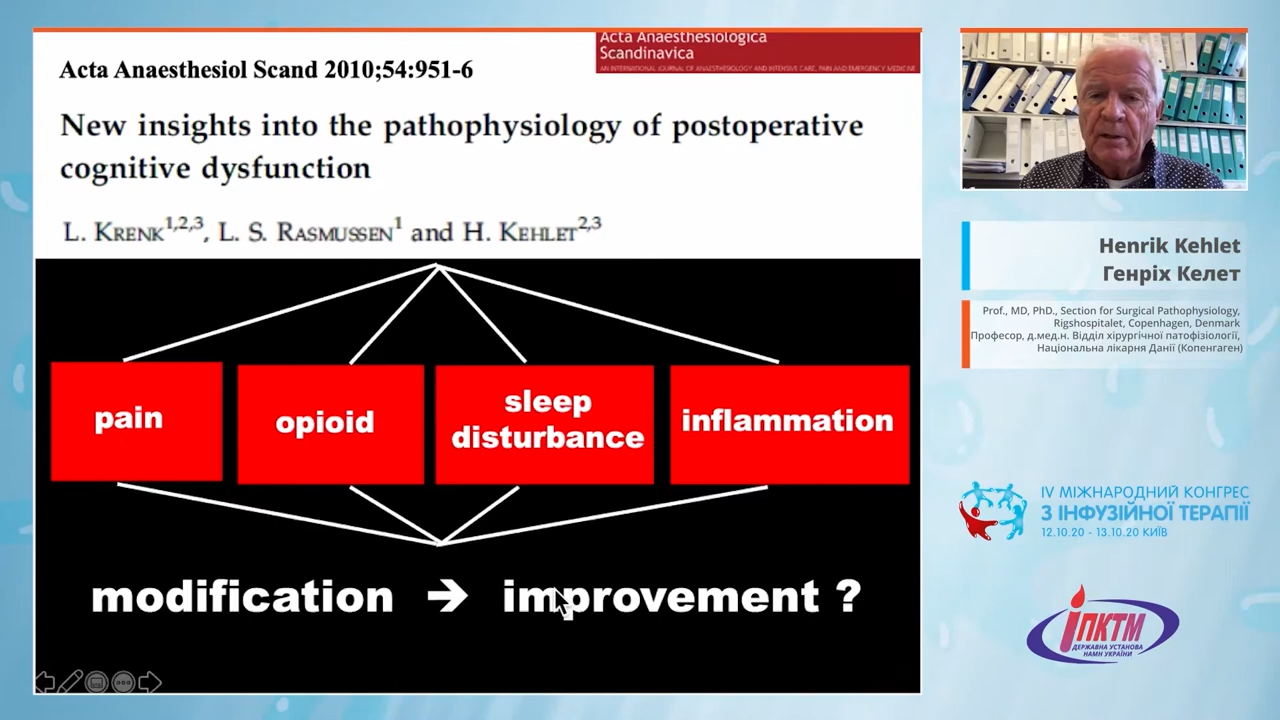 Acta Anaesthesiol Scand 2010;54:951-6
Acta Anaesthesiologica
Scandinavica
AN INTERNATIONAL JOURNAL OF ANAESTHESIOLOGY AND INTENSIVE CARE, PAIN AND EMERGENCY MEDICINE
New insights into the pathophysiology of postoperative
cognitive dysfunction
L. KRENK1,2,3, L. S. RASMUSSEN1 and H. KEHLET2,3
pain
opioid
sleep
disturbance
inflammation
modification → improvement ?
Henrik Kehlet
Генріх Келет
Prof., MD, PhD., Section for Surgical Pathophysiology,
Rigshospitalet, Copenhagen, Denmark
Професор, д.мед.н. Відділ хірургічної патофізіології,
Національна лікарня Данії (Копенгаген)
IV МІЖНАРОДНИЙ КОНГРЕС
З ІНФУЗІЙНОЇ ТЕРАПІЇ
12.10.20 - 13.10.20 КИЇВ
ІПКТМ
ДЕРЖАВНА УСТАНОВА
НАМН УКРАЇНИ